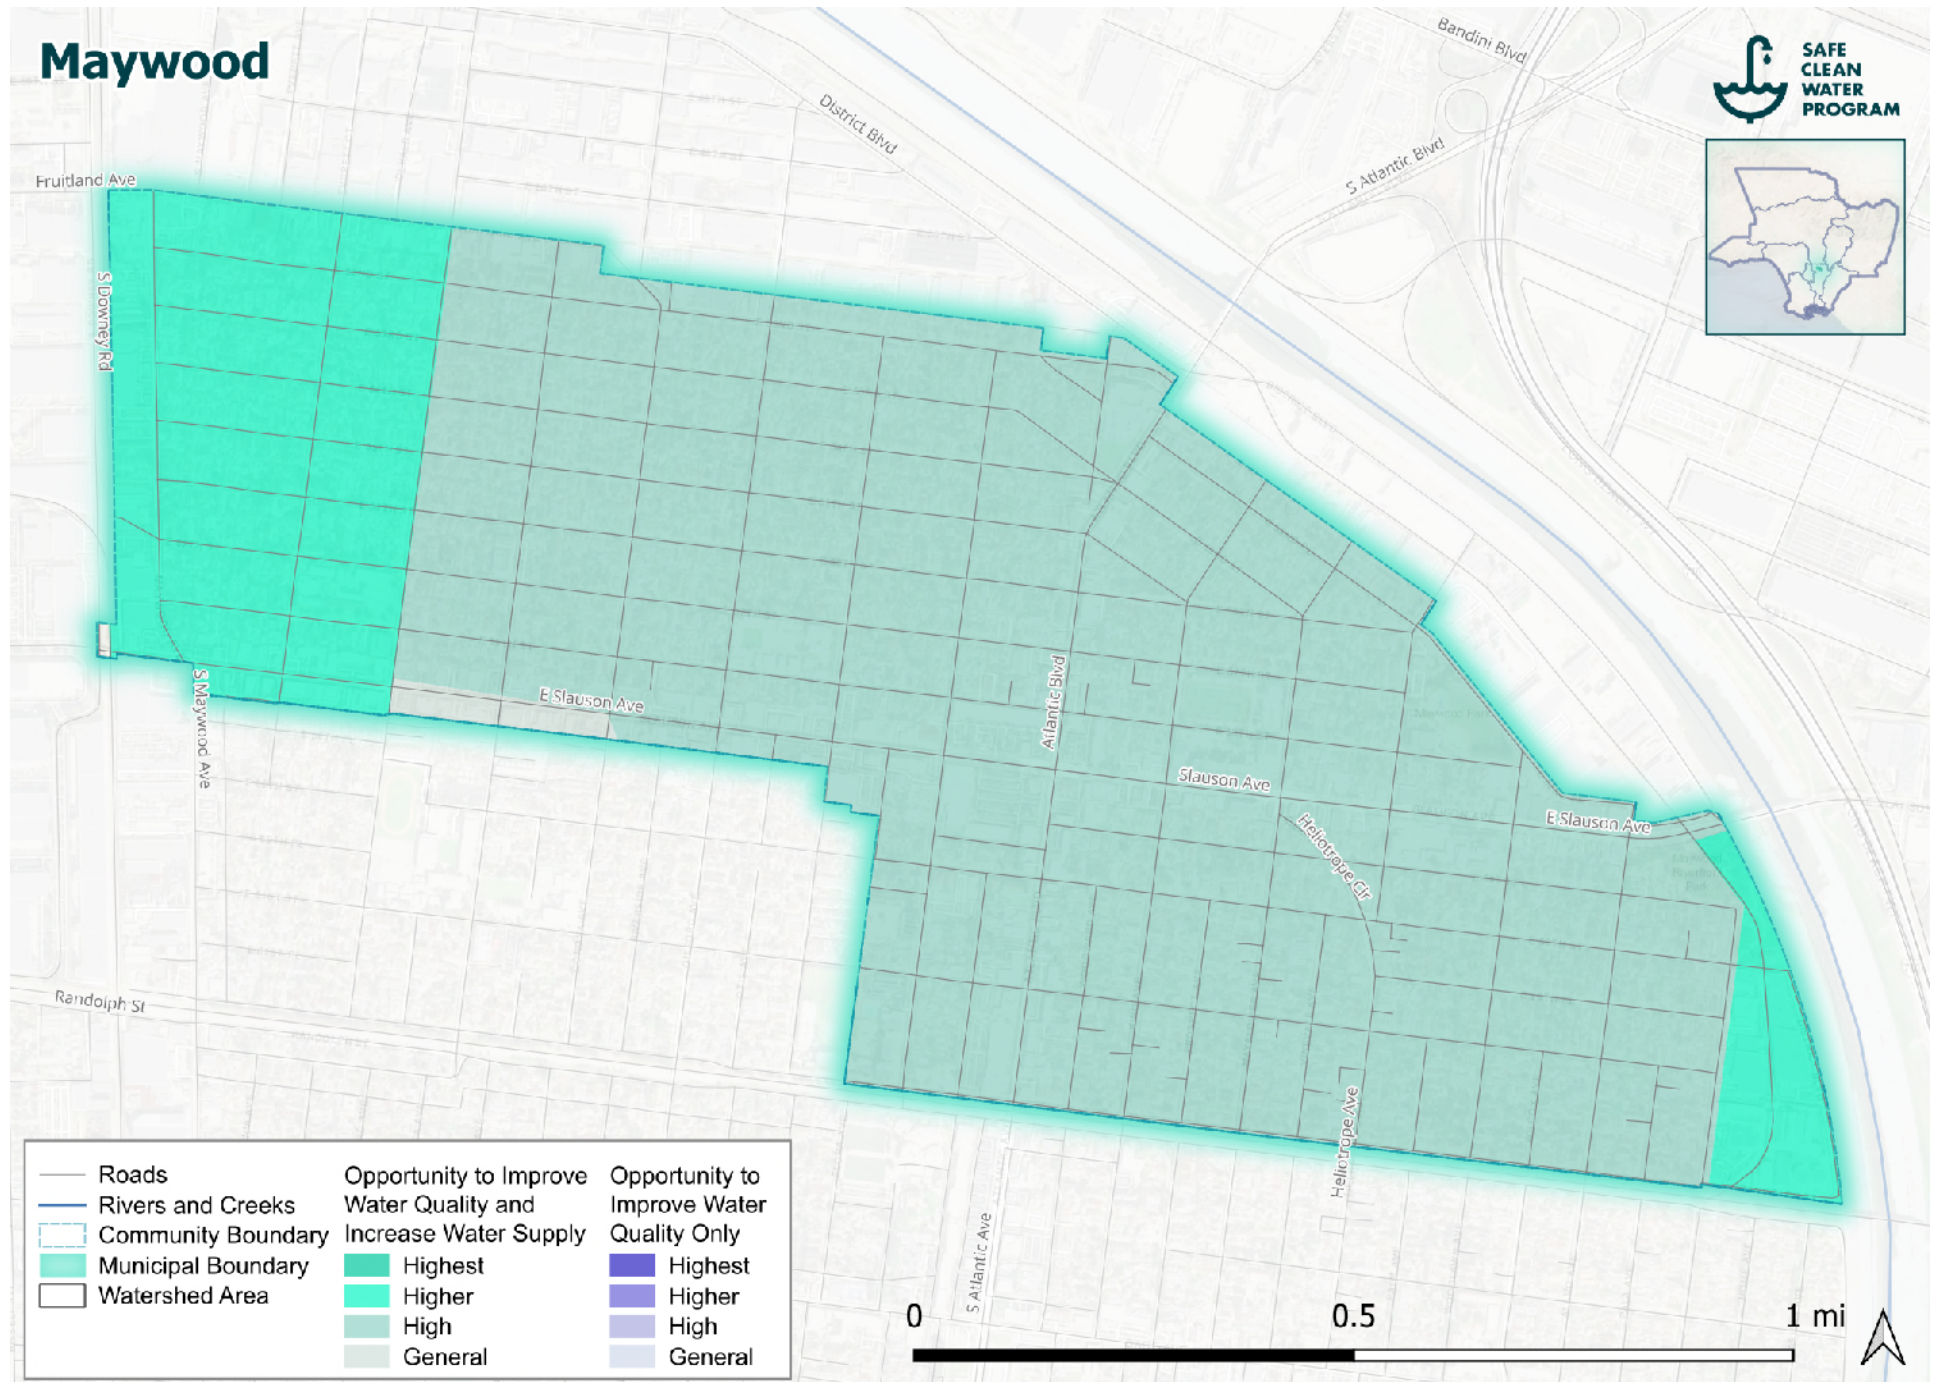 Maywood
SAFE
CLEAN
WATER
PROGRAM
Bandini Blvd
District Blvd
S Atlantic Blvd
Fruitland Ave
S Downey Rd
S Maywood Ave
E Slauson Ave
Atlantic Blvd
Slauson Ave
E Slauson Ave
Heliotrope Cir
Randolph St
Heliotrope Ave
S Atlantic Ave
Roads
Rivers and Creeks
Community Boundary
Municipal Boundary
Watershed Area
Opportunity to Improve
Water Quality and
Increase Water Supply
Highest
Higher
High
General
Opportunity to
Improve Water
Quality Only
Highest
Higher
High
General
0
0.5
1 mi